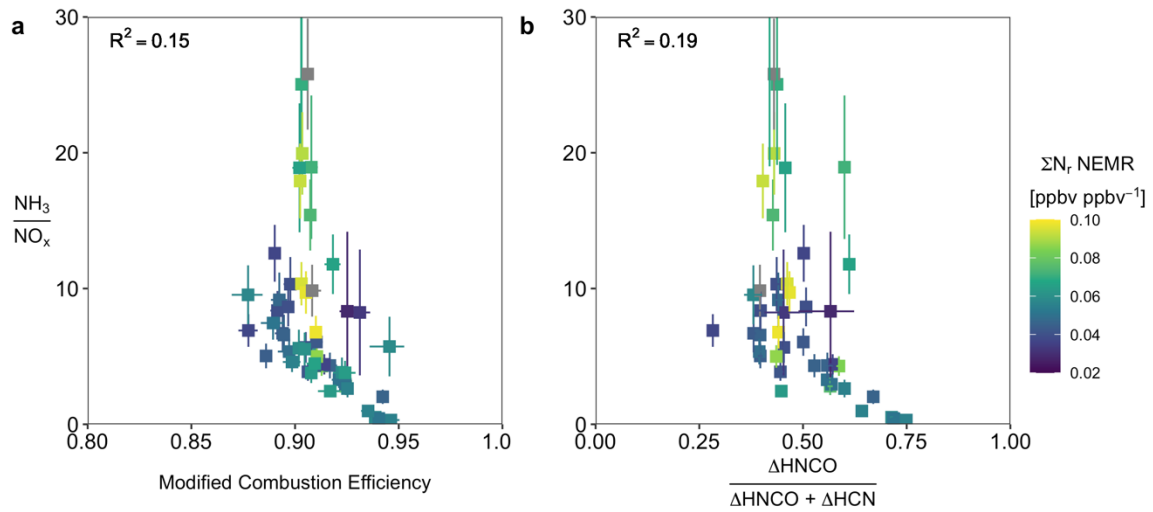 a
R² = 0.15
30
20
10
0
NH₃
NOₓ
0.80 0.85 0.90 0.95 1.0
Modified Combustion Efficiency
b
R² = 0.19
30
20
10
0
0.00 0.25 0.50 0.75 1.00
ΔHNCO
ΔHNCO + ΔHCN
ΣNᵣ NEMR
[ppbv ppbv⁻¹]
0.10
0.08
0.06
0.04
0.02